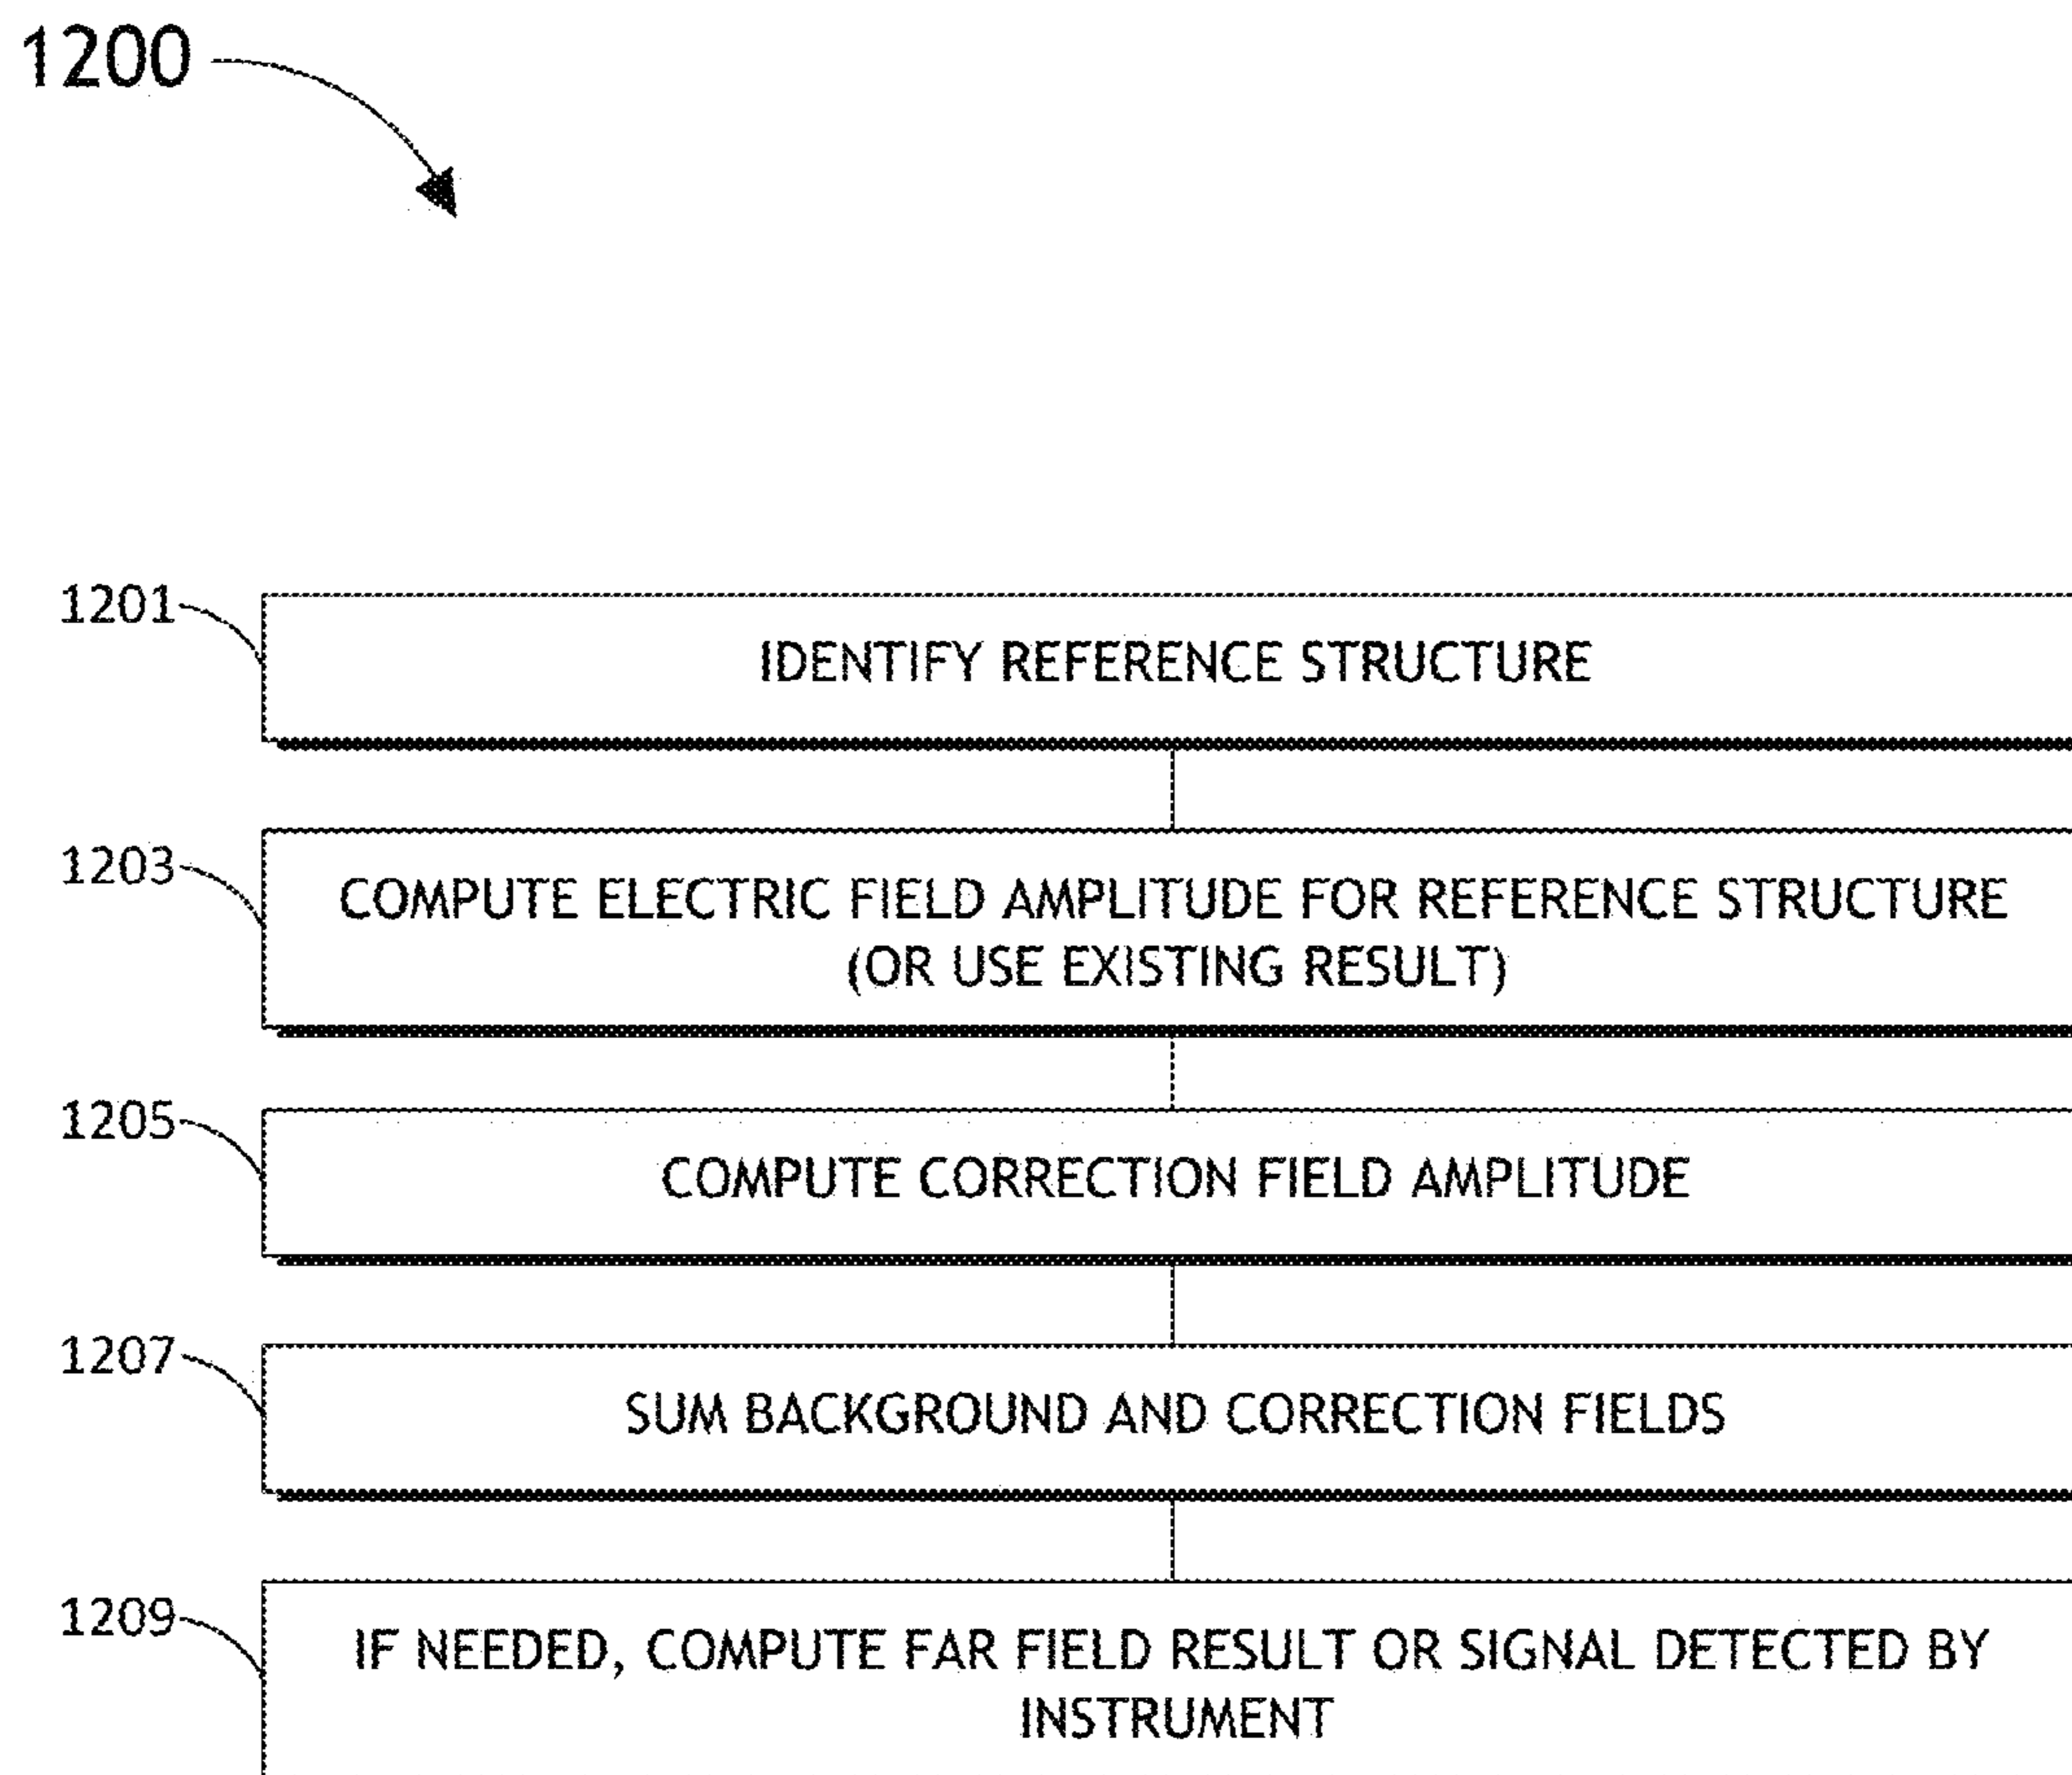 1200
1201
IDENTIFY REFERENCE STRUCTURE
1203
COMPUTE ELECTRIC FIELD AMPLITUDE FOR REFERENCE STRUCTURE
(OR USE EXISTING RESULT)
1205
COMPUTE CORRECTION FIELD AMPLITUDE
1207
SUM BACKGROUND AND CORRECTION FIELDS
1209
IF NEEDED, COMPUTE FAR FIELD RESULT OR SIGNAL DETECTED BY
INSTRUMENT